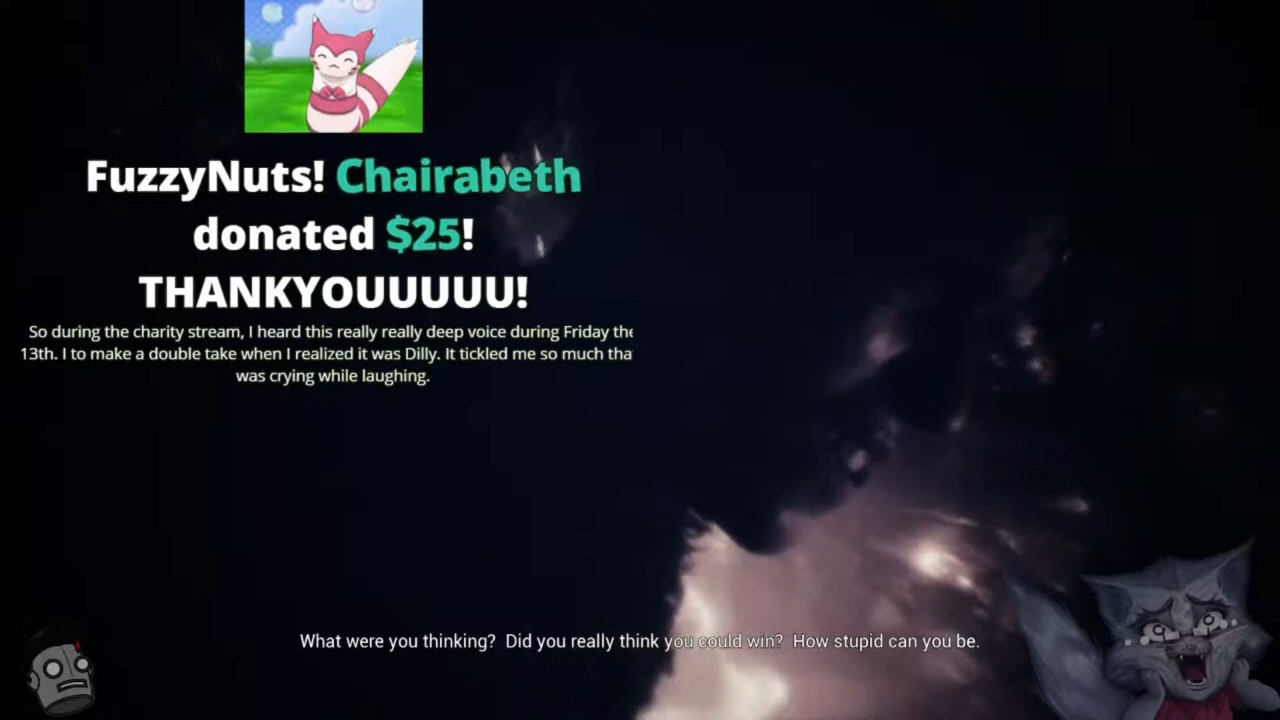 FuzzyNuts! Chairabeth
donated $25!
THANKYOUUUUU!
So during the charity stream, I heard this really really deep voice during Friday the
13th. I to make a double take when I realized it was Dilly. It tickled me so much tha
was crying while laughing.
What were you thinking? Did you really think you could win? How stupid can you be.